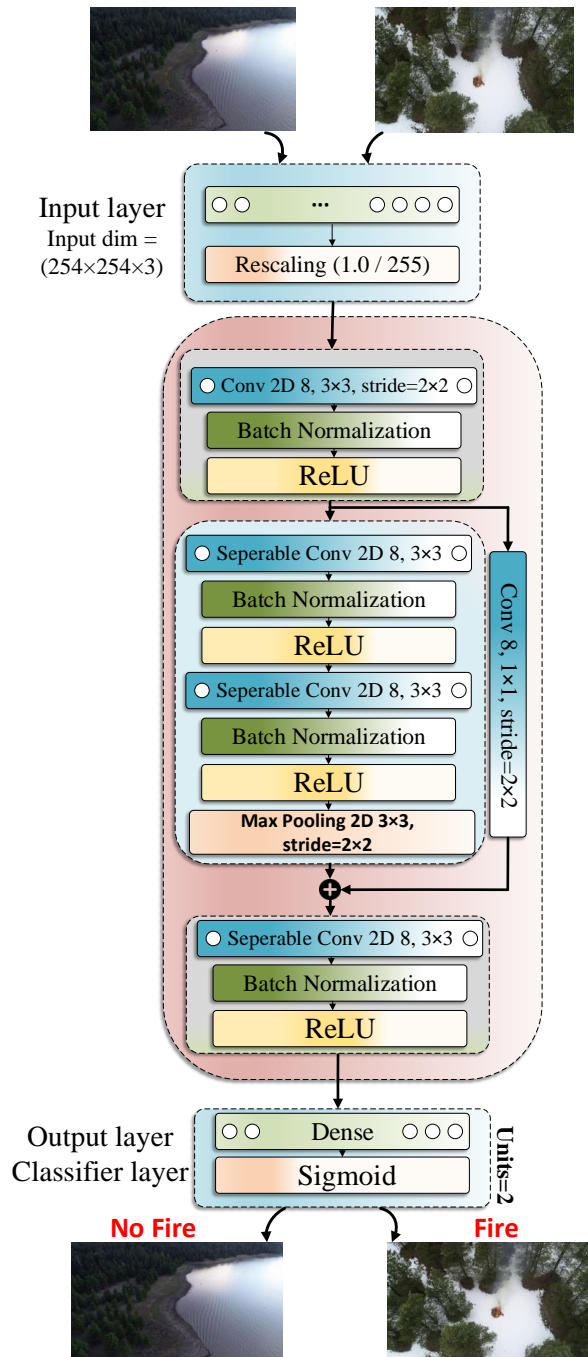 Input layer
Input dim =
(254×254×3)
...
Rescaling (1.0 / 255)
Conv 2D 8, 3×3, stride=2×2
Batch Normalization
ReLU
Seperable Conv 2D 8, 3×3
Batch Normalization
ReLU
Seperable Conv 2D 8, 3×3
Batch Normalization
ReLU
Max Pooling 2D 3×3,
stride=2×2
Conv 8, 1×1, stride=2×2
+
Seperable Conv 2D 8, 3×3
Batch Normalization
ReLU
Output layer
Classifier layer
Dense
Sigmoid
Units=2
No Fire
Fire